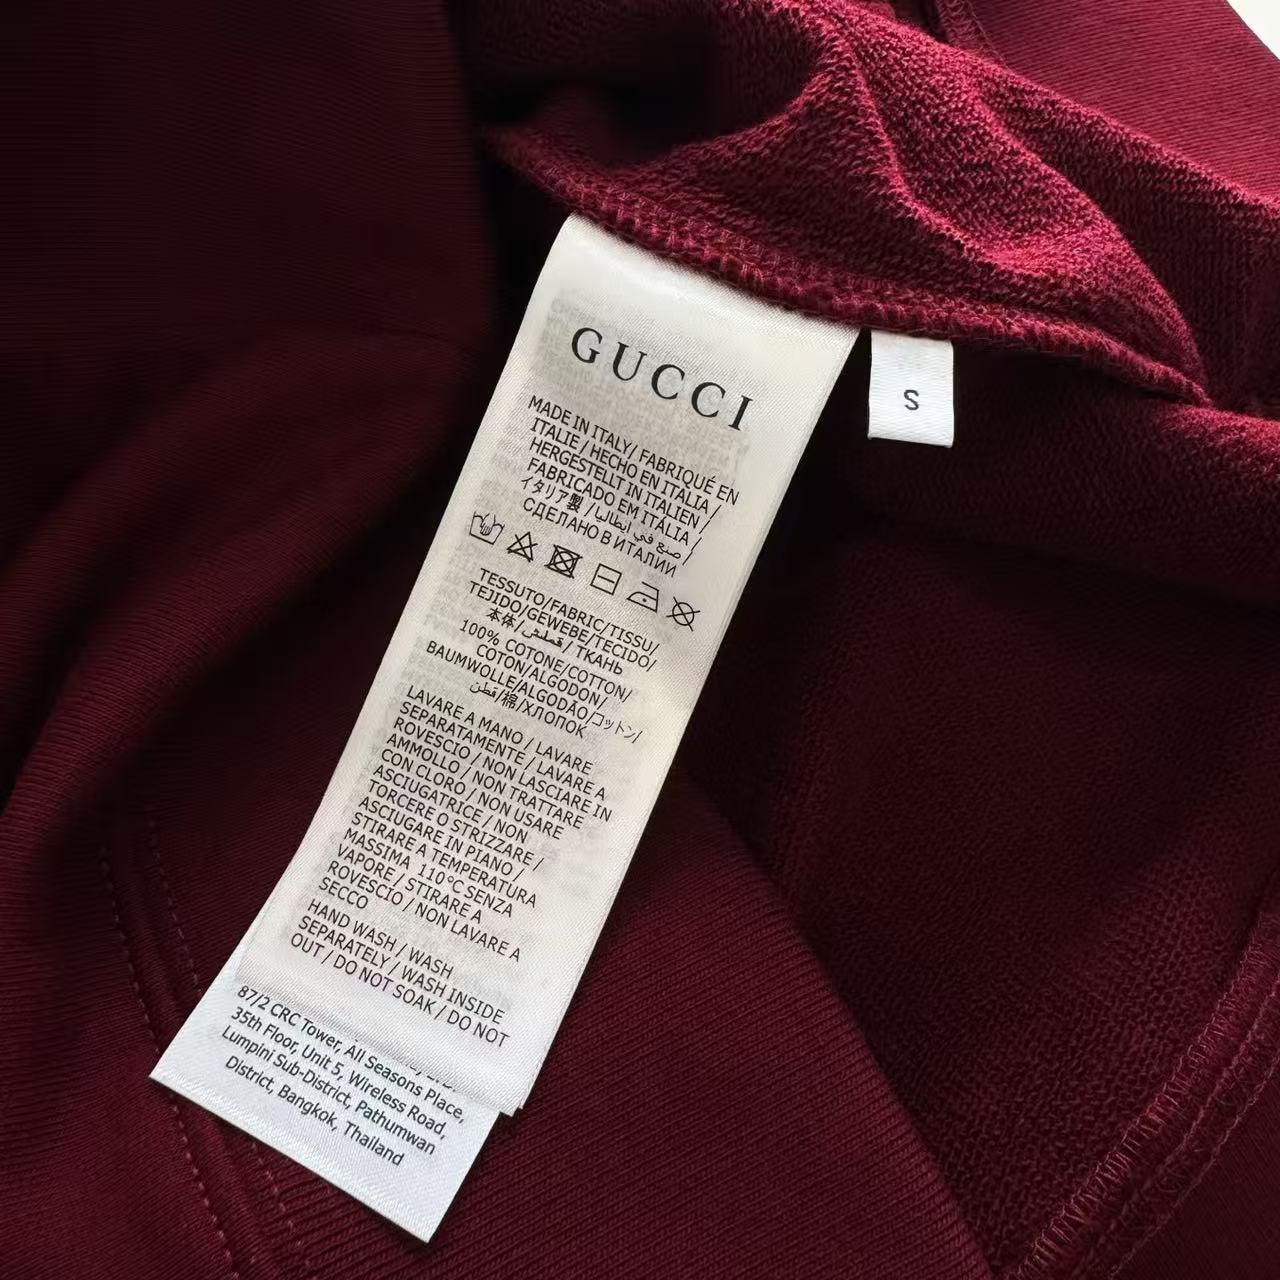 GUCCI
MADE IN ITALY / FABRIQUÉ EN
ITALIE / HECHO EN ITALIA /
HERGESTELLT IN ITALIEN /
FABRICADO EM ITÁLIA /
イタリア製 / صنع في إيطاليا /
СДЕЛАНО В ИТАЛИИ
TESSUTO/FABRIC/TISSU/
TEJIDO/GEWEBE/TECIDO/
本体/قماش/ ТКАНЬ
100% COTONE/COTTON/
COTON/ALGODON/
BAUMWOLLE/ALGODÃO/コットン/
قطن/棉/ХЛОПОК
LAVARE A MANO / LAVARE
SEPARATAMENTE / LAVARE A
ROVESCIO / NON LASCIARE IN
AMMOLLO / NON TRATTARE
CON CLORO / NON USARE
ASCIUGATRICE / NON
TORCERE O STRIZZARE /
ASCIUGARE IN PIANO /
STIRARE A TEMPERATURA
MASSIMA 110°C SENZA
VAPORE / STIRARE A
ROVESCIO / NON LAVARE A
SECCO
HAND WASH / WASH
SEPARATELY / WASH INSIDE
OUT / DO NOT SOAK / DO NOT
87/2 CRC Tower, All Seasons Place,
35th Floor, Unit 5, Wireless Road,
Lumpini Sub-District, Pathumwan
District, Bangkok, Thailand
S